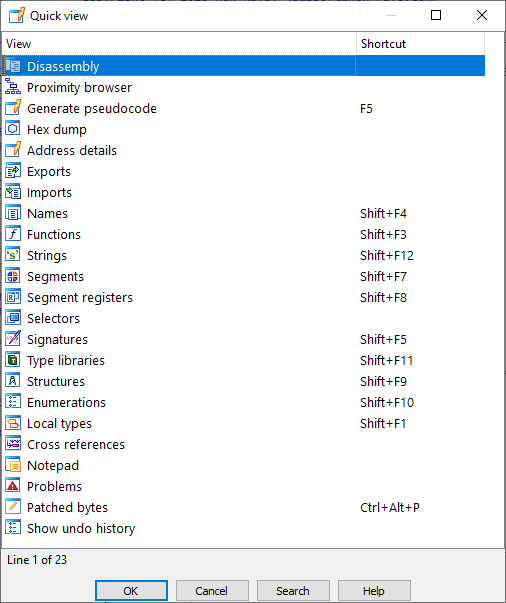 Quick view
View Shortcut
Disassembly
Proximity browser
Generate pseudocode F5
Hex dump
Address details
Exports
Imports
Names Shift+F4
Functions Shift+F3
Strings Shift+F12
Segments Shift+F7
Segment registers Shift+F8
Selectors
Signatures Shift+F5
Type libraries Shift+F11
Structures Shift+F9
Enumerations Shift+F10
Local types Shift+F1
Cross references
Notepad
Problems
Patched bytes Ctrl+Alt+P
Show undo history
Line 1 of 23
OK Cancel Search Help